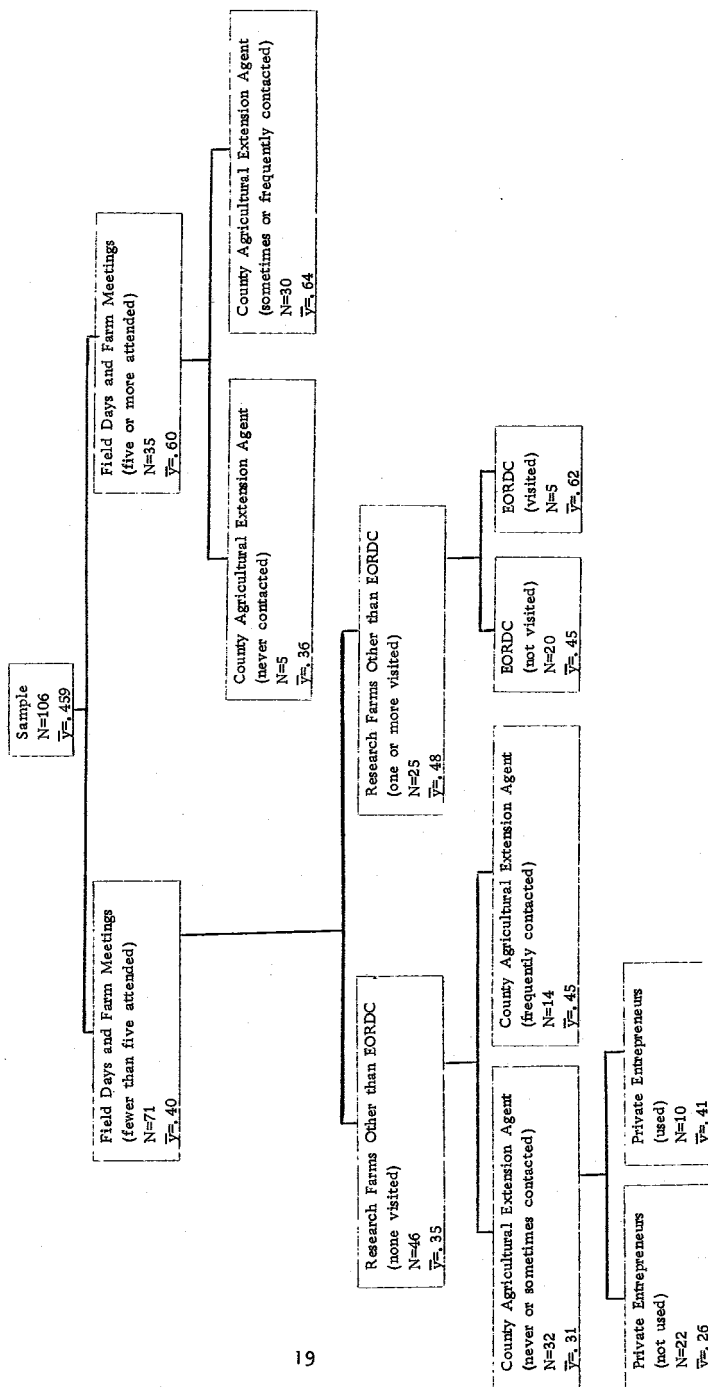 Sample
N=106
y=.459
Field Days and Farm Meetings
(fewer than five attended)
N=71
y=.40
Field Days and Farm Meetings
(five or more attended)
N=35
y=.60
County Agricultural Extension Agent
(never contacted)
N=5
y=.36
County Agricultural Extension Agent
(sometimes or frequently contacted)
N=30
y=.64
Research Farms Other than EORDC
(none visited)
N=46
y=.35
Research Farms Other than EORDC
(one or more visited)
N=25
y=.48
County Agricultural Extension Agent
(never or sometimes contacted)
N=32
y=.31
County Agricultural Extension Agent
(frequently contacted)
N=14
y=.45
EORDC
(not visited)
N=20
y=.45
EORDC
(visited)
N=5
y=.62
Private Entrepreneurs
(not used)
N=22
y=.26
Private Entrepreneurs
(used)
N=10
y=.41
19